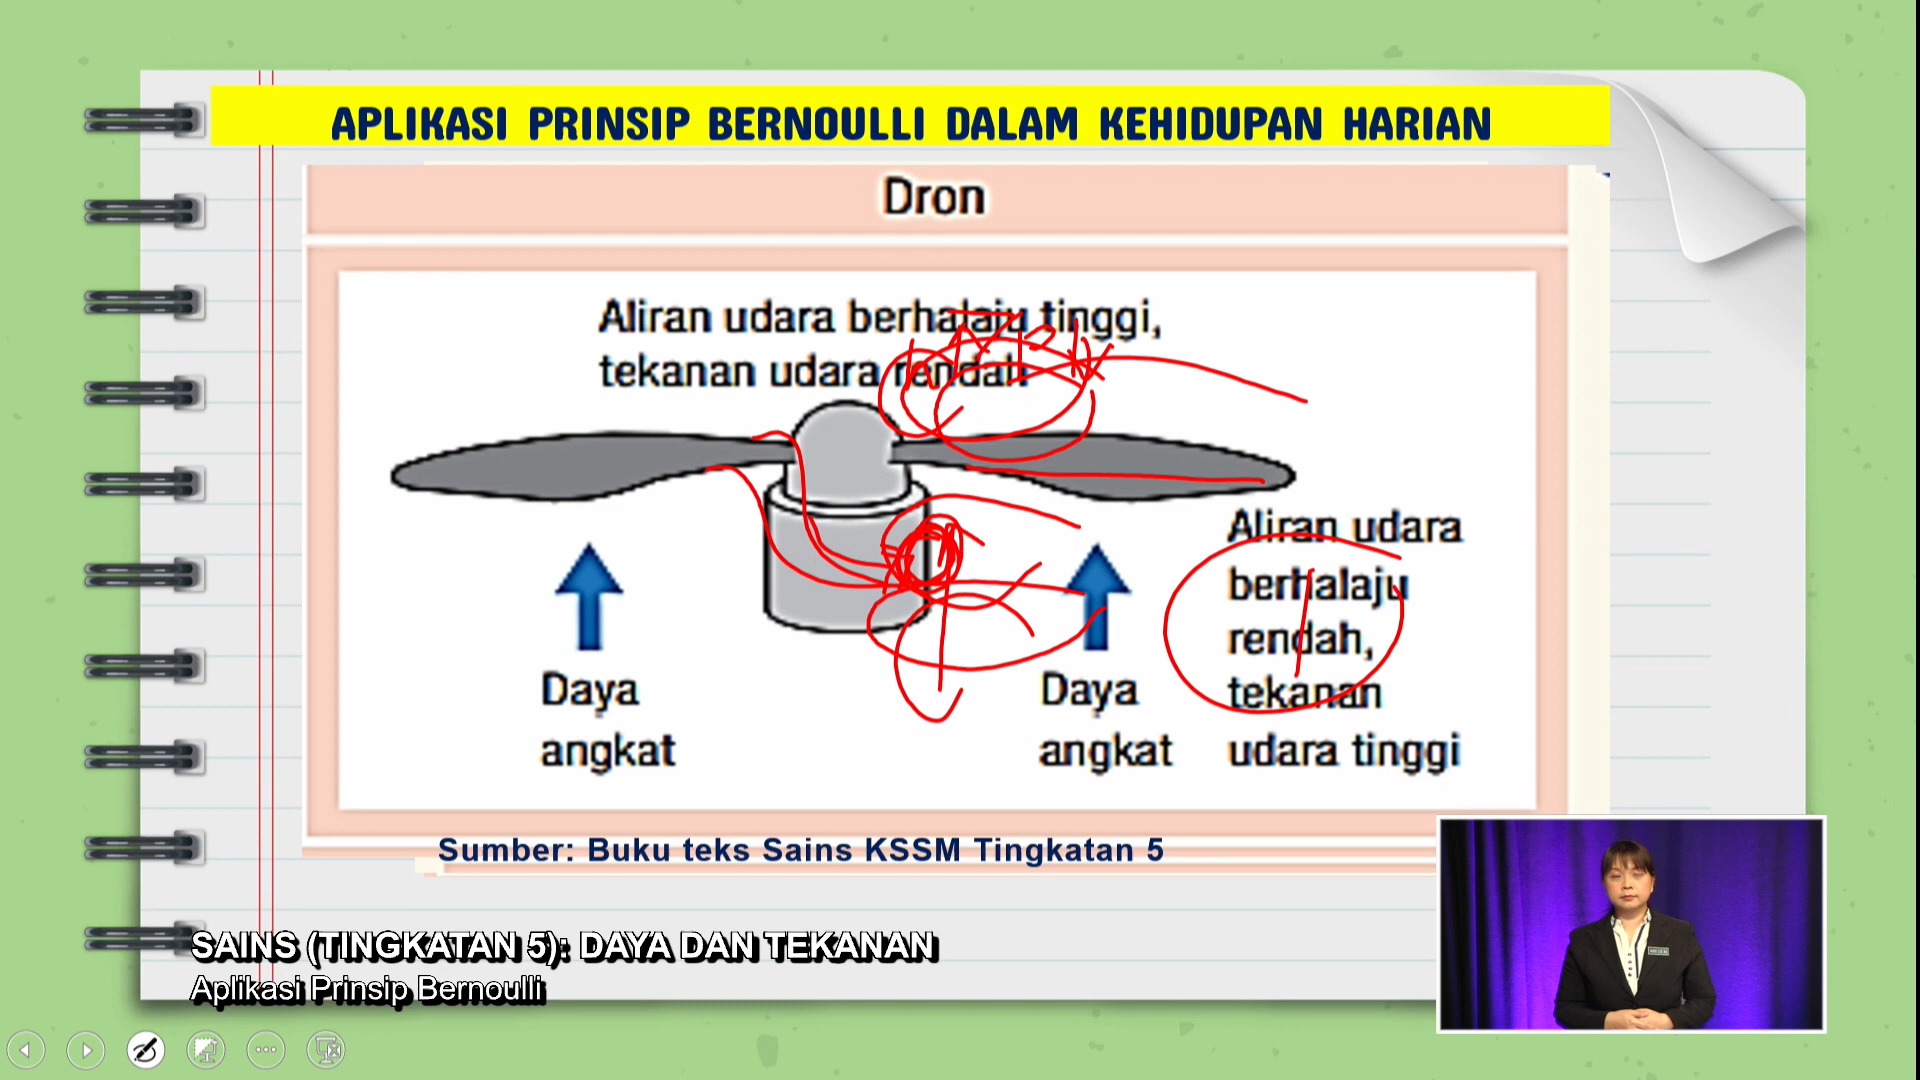 APLIKASI PRINSIP BERNOULLI DALAM KEHIDUPAN HARIAN
Dron
Aliran udara berhalaju tinggi,
tekanan udara rendah
Aliran udara
berhalaju
rendah,
tekanan
udara tinggi
Daya
angkat
Daya
angkat
Sumber: Buku teks Sains KSSM Tingkatan 5
SAINS (TINGKATAN 5): DAYA DAN TEKANAN
Aplikasi Prinsip Bernoulli